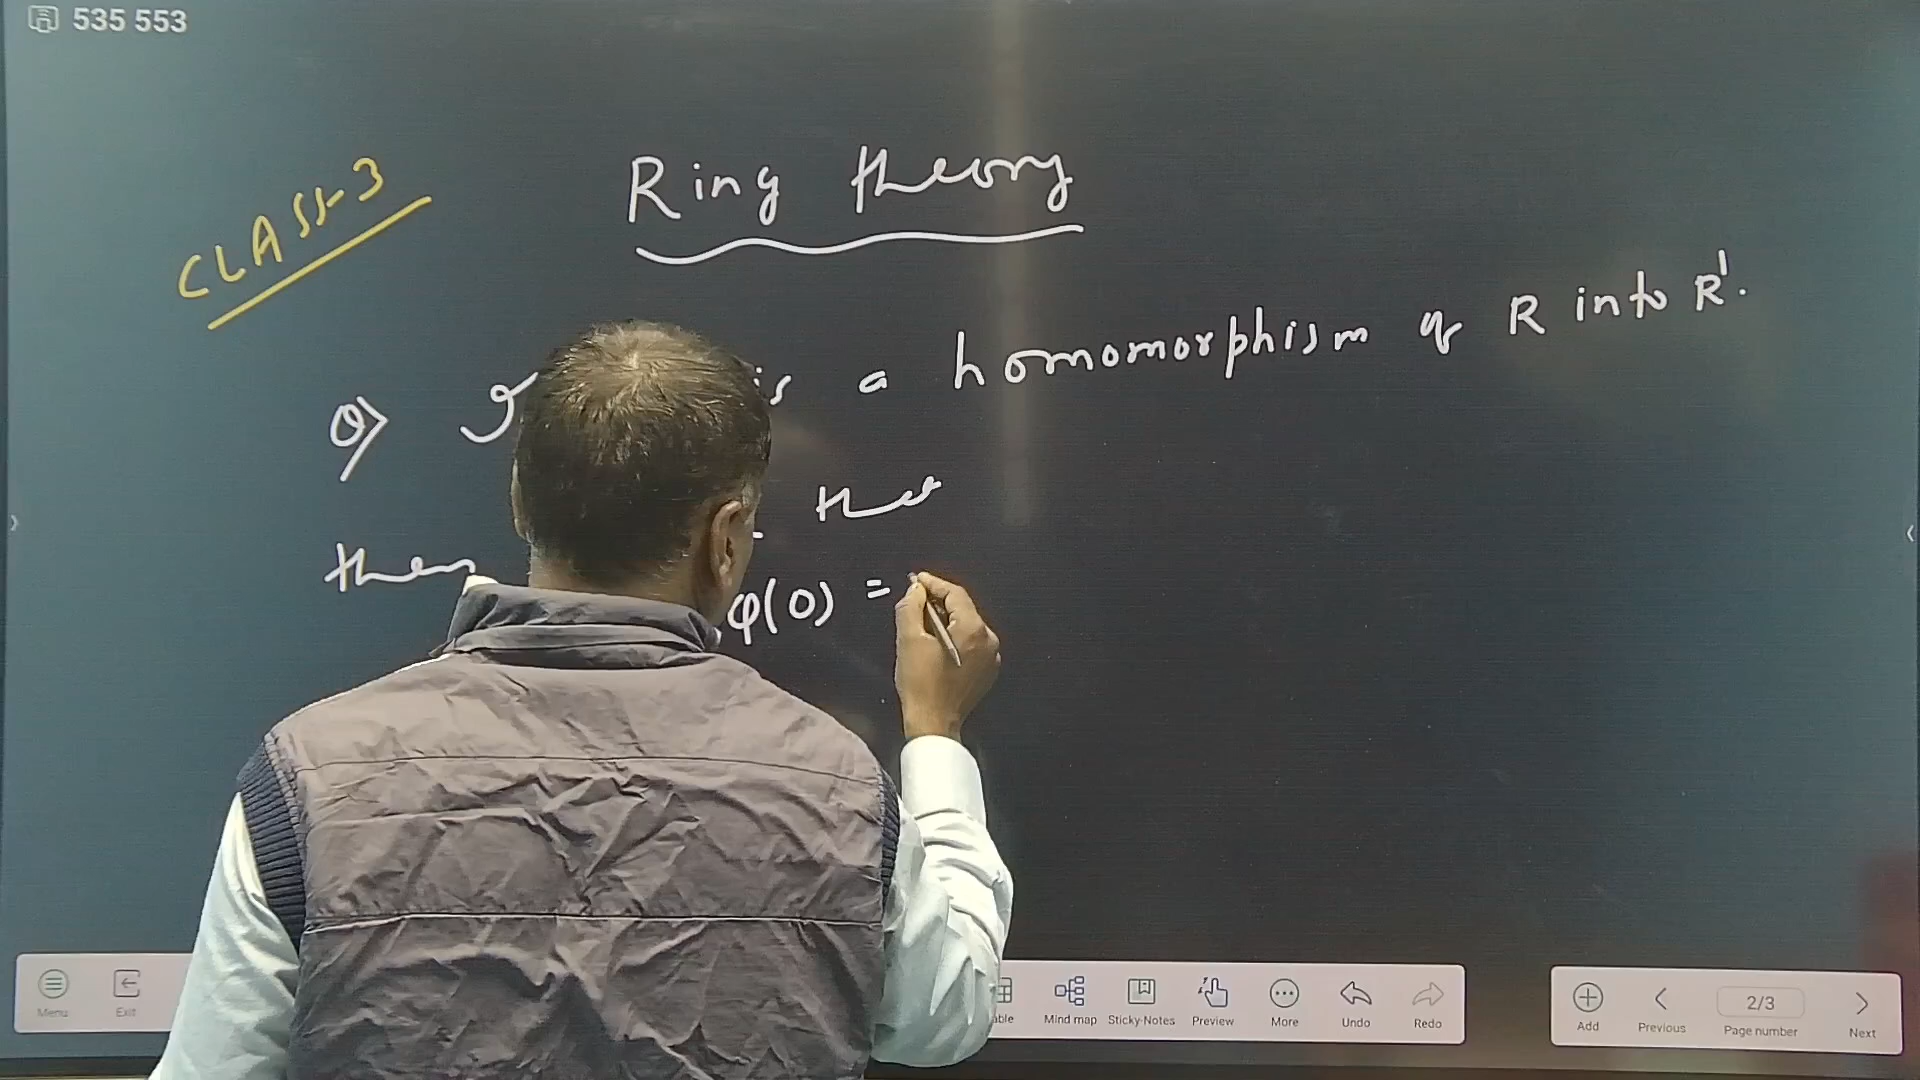 535 553
CLASS-3
Ring theory
Q) is a homomorphism of R into R'.
then that
φ(0) =
Menu
Exit
Mind map
Sticky-Notes
Preview
More
Undo
Redo
Add
Previous
2/3
Page number
Next